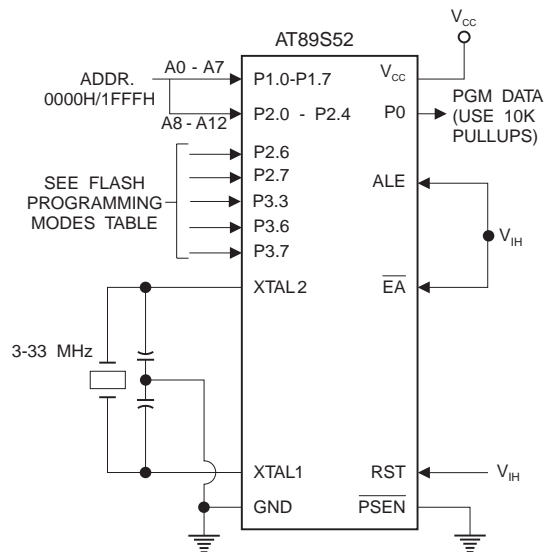 AT89S52
VCC
ADDR.
0000H/1FFFH
A0 - A7
A8 - A12
P1.0-P1.7
P2.0 - P2.4
P2.6
P2.7
P3.3
P3.6
P3.7
SEE FLASH
PROGRAMMING
MODES TABLE
XTAL2
3-33 MHz
XTAL1
GND
VCC
P0
PGM DATA
(USE 10K
PULLUPS)
ALE
VIH
EA
RST
VIH
PSEN